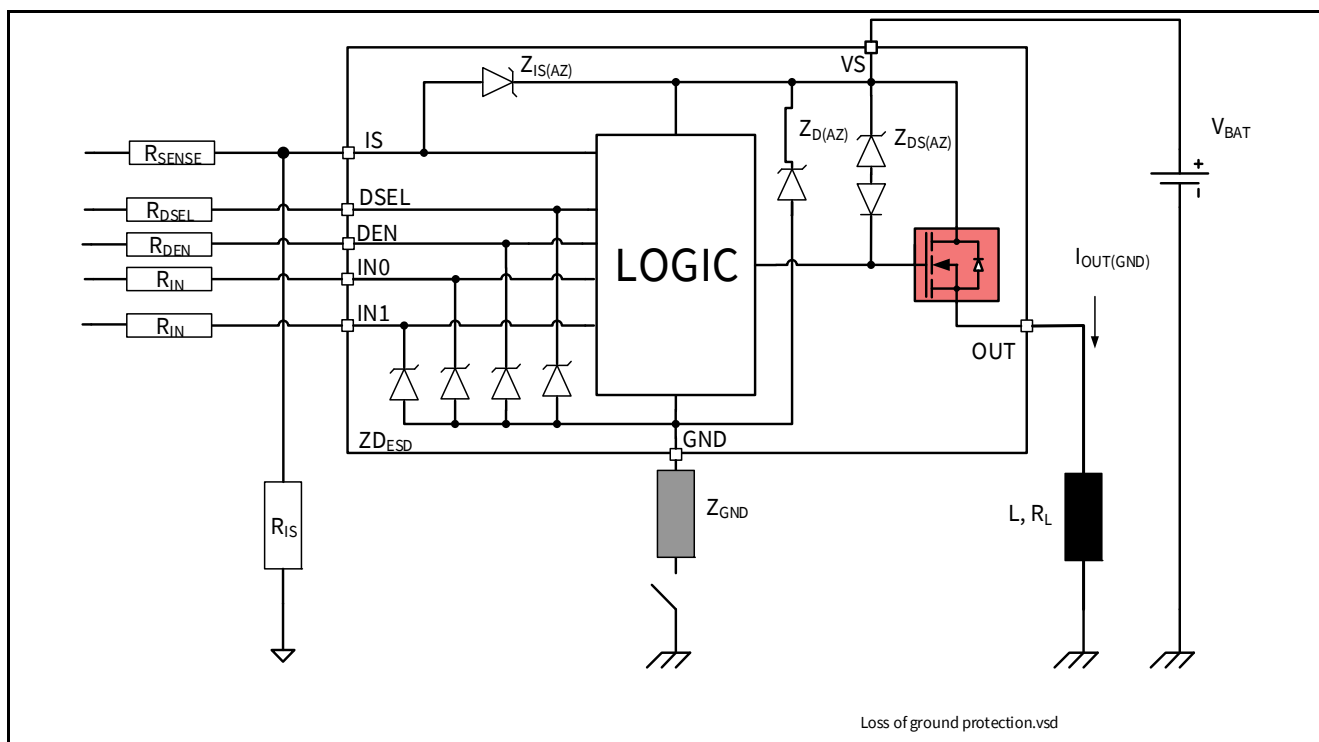 Z_IS(AZ)
VS
Z_D(AZ)
Z_DS(AZ)
V_BAT
+
-
IS
R_SENSE
DSEL
R_DSEL
DEN
R_DEN
IN0
R_IN
IN1
R_IN
LOGIC
I_OUT(GND)
OUT
ZD_ESD
GND
R_IS
Z_GND
L, R_L
Loss of ground protection.vsd